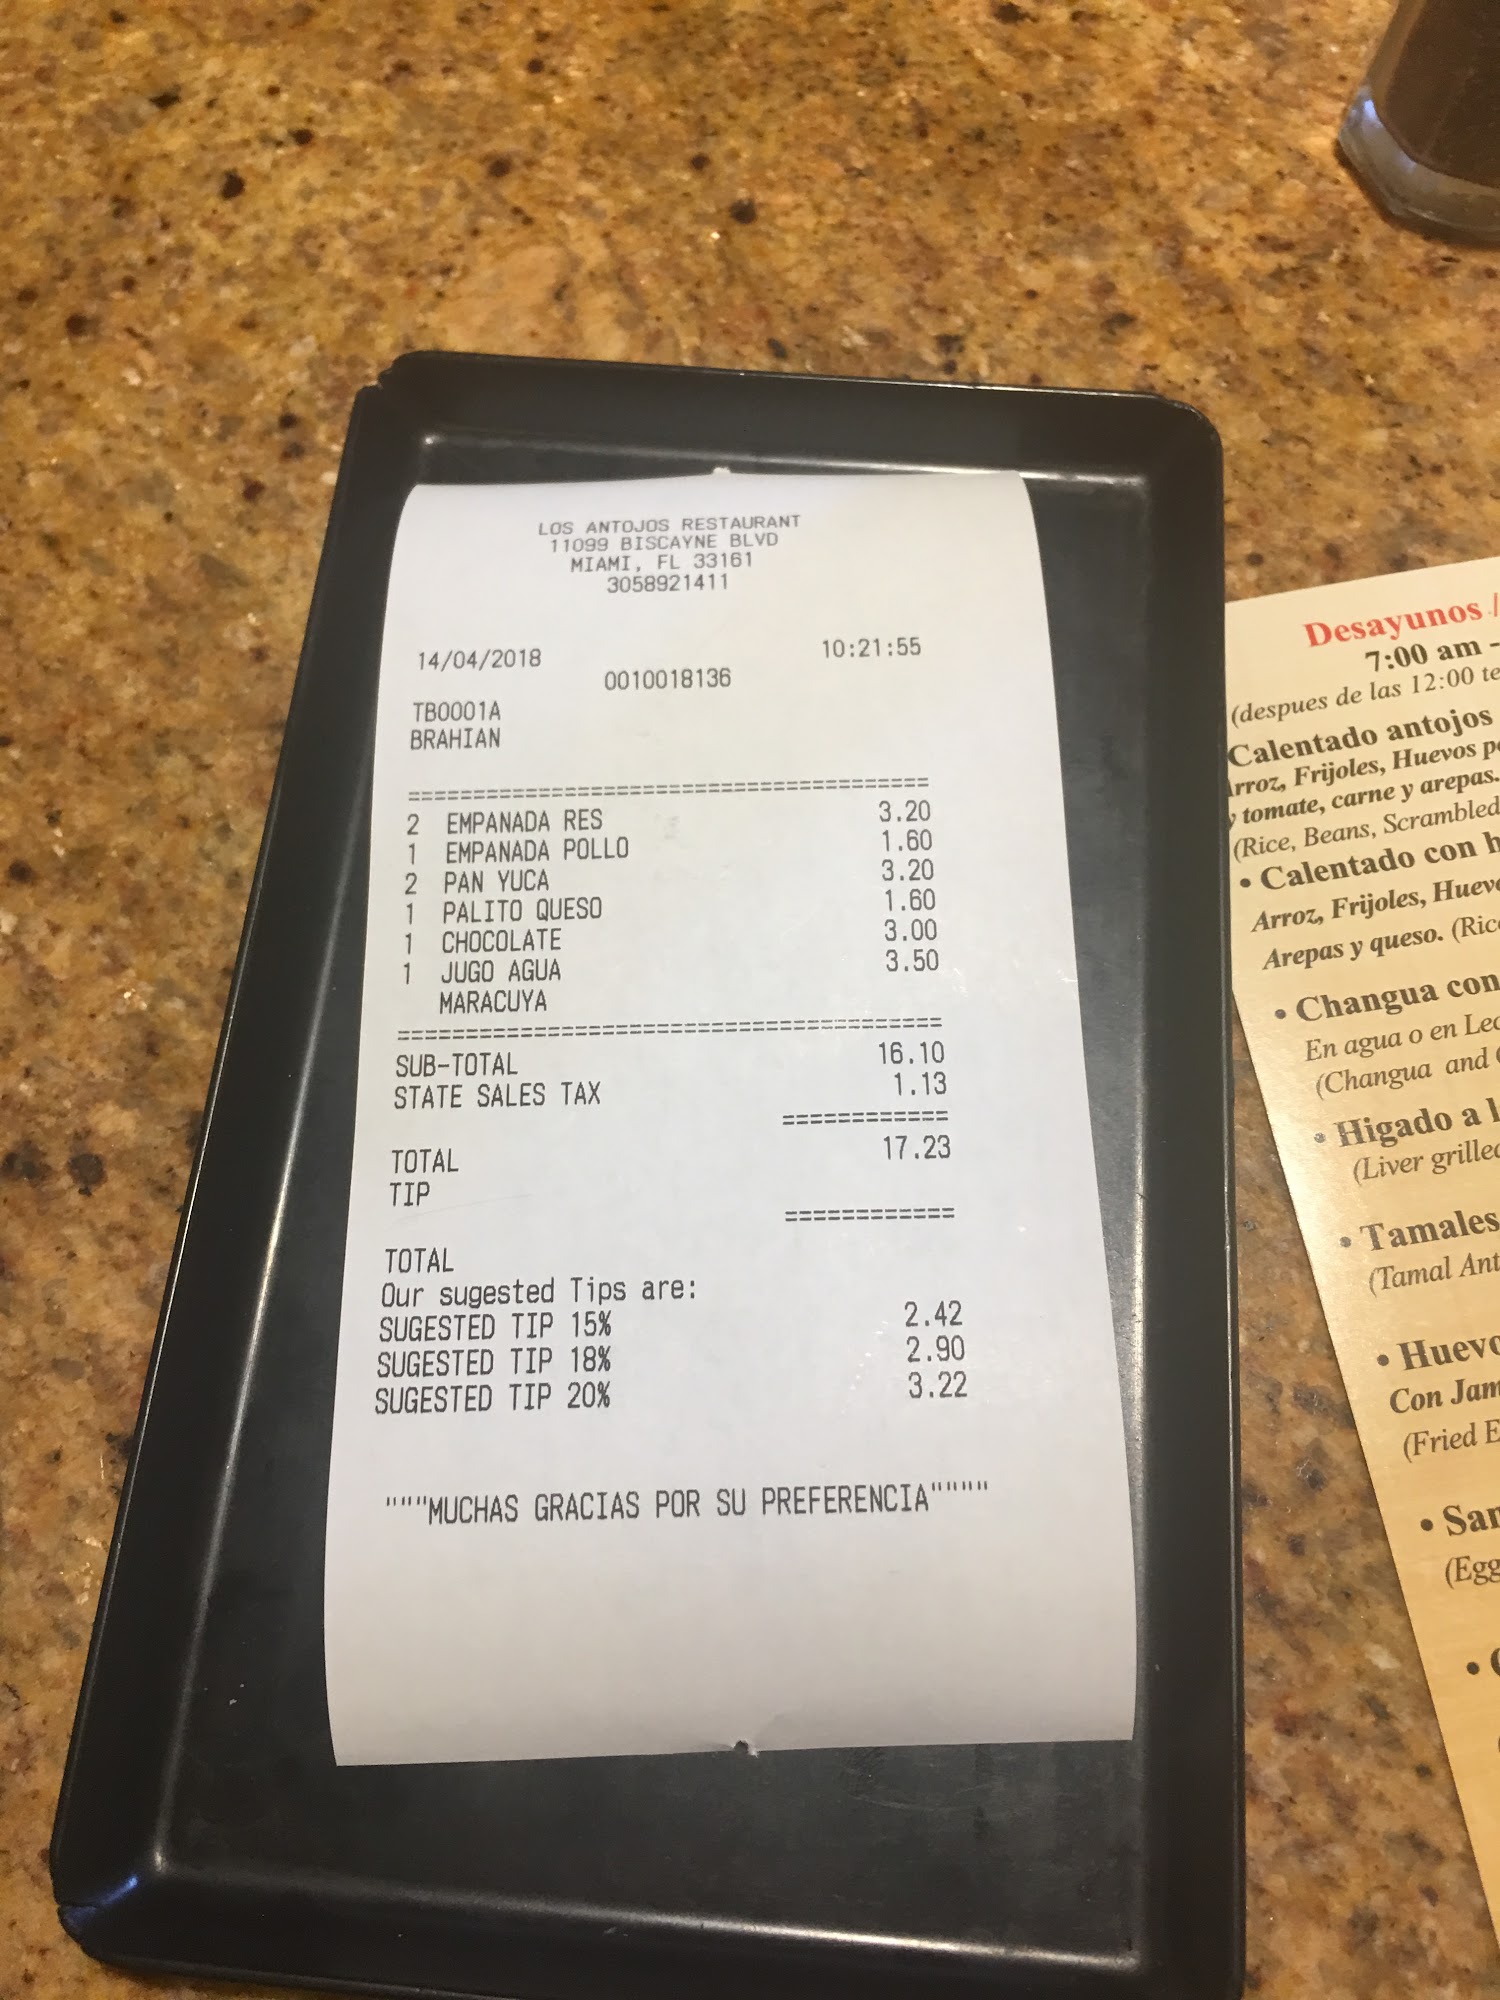 LOS ANTOJOS RESTAURANT
11099 BISCAYNE BLVD
MIAMI, FL 33161
3058921411
14/04/2018 10:21:55
0010018136
TB0001A
BRAHIAN
======================================
2 EMPANADA RES 3.20
1 EMPANADA POLLO 1.60
2 PAN YUCA 3.20
1 PALITO QUESO 1.60
1 CHOCOLATE 3.00
1 JUGO AGUA 3.50
MARACUYA
======================================
SUB-TOTAL 16.10
STATE SALES TAX 1.13
============
TOTAL 17.23
TIP
============
TOTAL
Our sugested Tips are:
SUGESTED TIP 15% 2.42
SUGESTED TIP 18% 2.90
SUGESTED TIP 20% 3.22
""""MUCHAS GRACIAS POR SU PREFERENCIA""""
Desayunos /
7:00 am -
(despues de las 12:00
Calentado antojos
Arroz, Frijoles, Huevos
y tomate, carne y arepas.
(Rice, Beans, Scrambled
• Calentado con
Arroz, Frijoles,
Arepas y queso.
• Changua con
En agua o en
(Changua and
• Higado a
(Liver
• Tamales
(Tamal
•
Con
(Fried
•
•